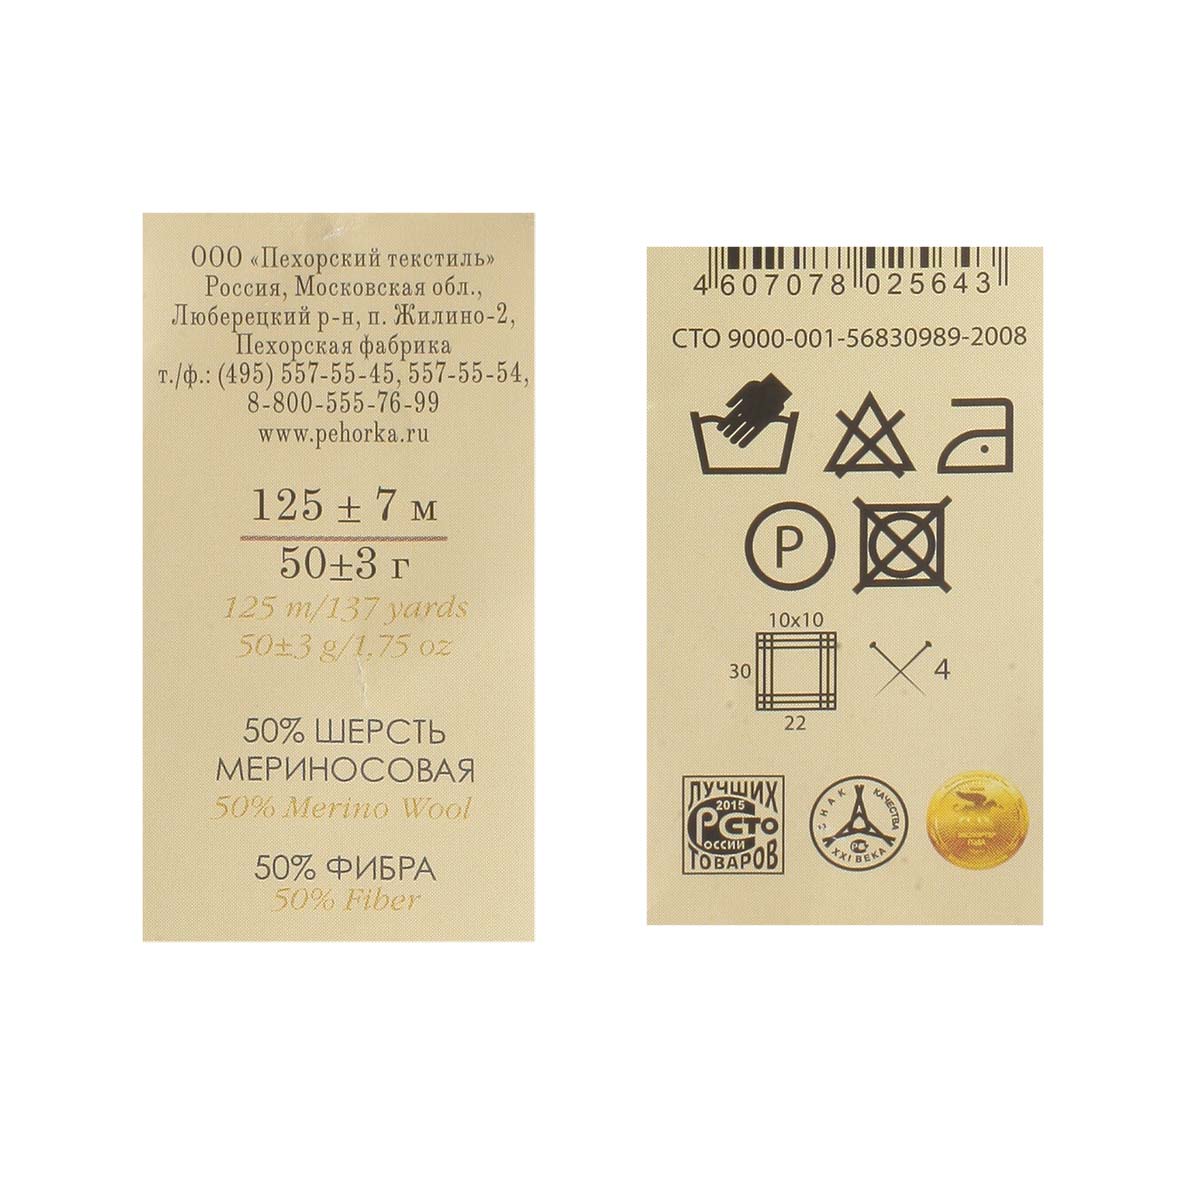 ООО «Пехорский текстиль»
Россия, Московская обл.,
Люберецкий р-н, п. Жилино-2,
Пехорская фабрика
т./ф.: (495) 557-55-45, 557-55-54,
8-800-555-76-99
www.pehorka.ru
125 ± 7 м
50±3 г
125 m/137 yards
50±3 g/1,75 oz
50% ШЕРСТЬ
МЕРИНОСОВАЯ
50% Merino Wool
50% ФИБРА
50% Fiber
4 607078 025643
СТО 9000-001-56830989-2008
P
10x10
30
22
4
ЛУЧШИХ
2015
СТО
РОССИИ
ТОВАРОВ
ЗНАК КАЧЕСТВА
XXI ВЕКА